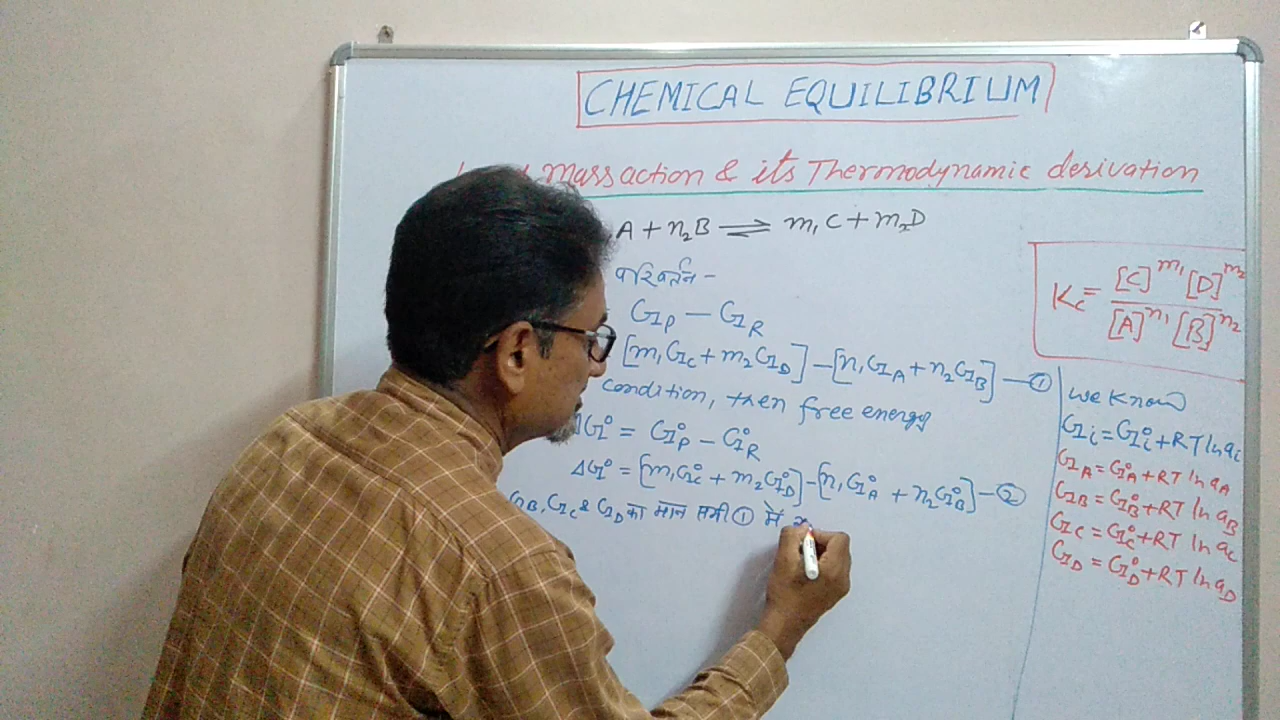 CHEMICAL EQUILIBRIUM
mass action & its Thermodynamic derivation
A + n₂B ⇌ m₁C + m₂D
परिवर्तन -
G_P - G_R
[m₁G_C + m₂G_D] - [n₁G_A + n₂G_B] - ①
condition, then free energy
ΔG° = G°_P - G°_R
ΔG° = [m₁G°_C + m₂G°_D] - [n₁G°_A + n₂G°_B] - ②
G_B, G_C & G_D का मान समी ① में
K_c = [C]^m₁ [D]^m₂ / [A]^n₁ [B]^n₂
we know
G_i = G°_i + RT ln a_i
G_A = G°_A + RT ln a_A
G_B = G°_B + RT ln a_B
G_C = G°_C + RT ln a_C
G_D = G°_D + RT ln a_D